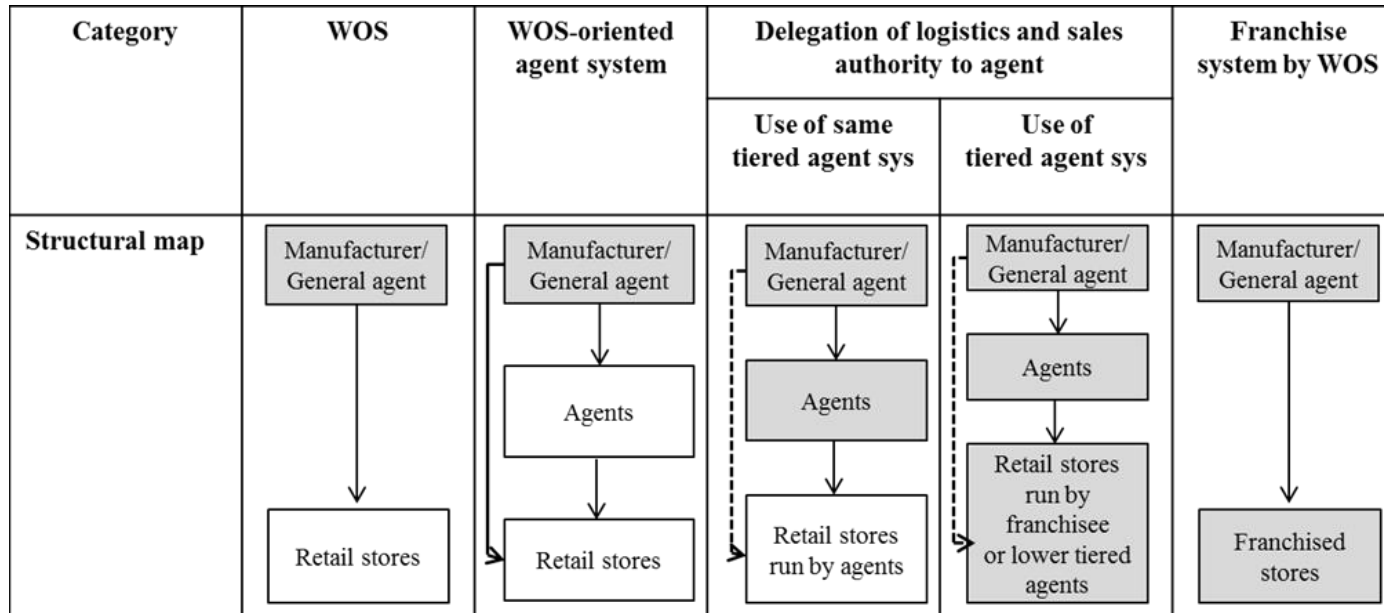 Category
WOS
WOS-oriented
agent system
Delegation of logistics and sales
authority to agent
Franchise
system by WOS
Use of same
tiered agent sys
Use of
tiered agent sys
Structural map
Manufacturer/
General agent
Retail stores
Manufacturer/
General agent
Agents
Retail stores
Manufacturer/
General agent
Agents
Retail stores
run by agents
Manufacturer/
General agent
Agents
Retail stores
run by
franchisee
or lower tiered
agents
Manufacturer/
General agent
Franchised
stores